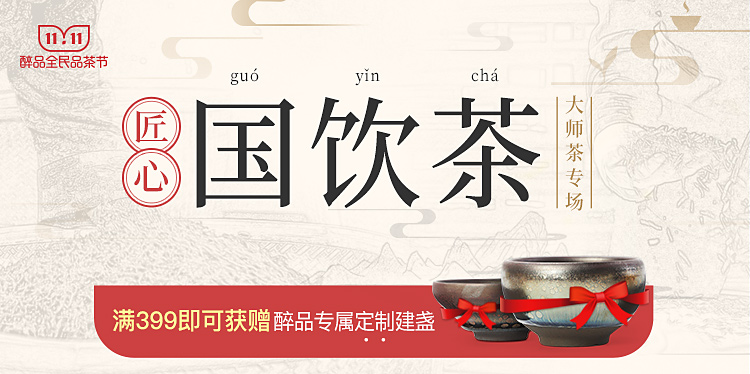 11.11
醉品全民品茶节
guó yǐn chá
匠心
国饮茶
大师茶专场
满399即可获赠醉品专属定制建盏